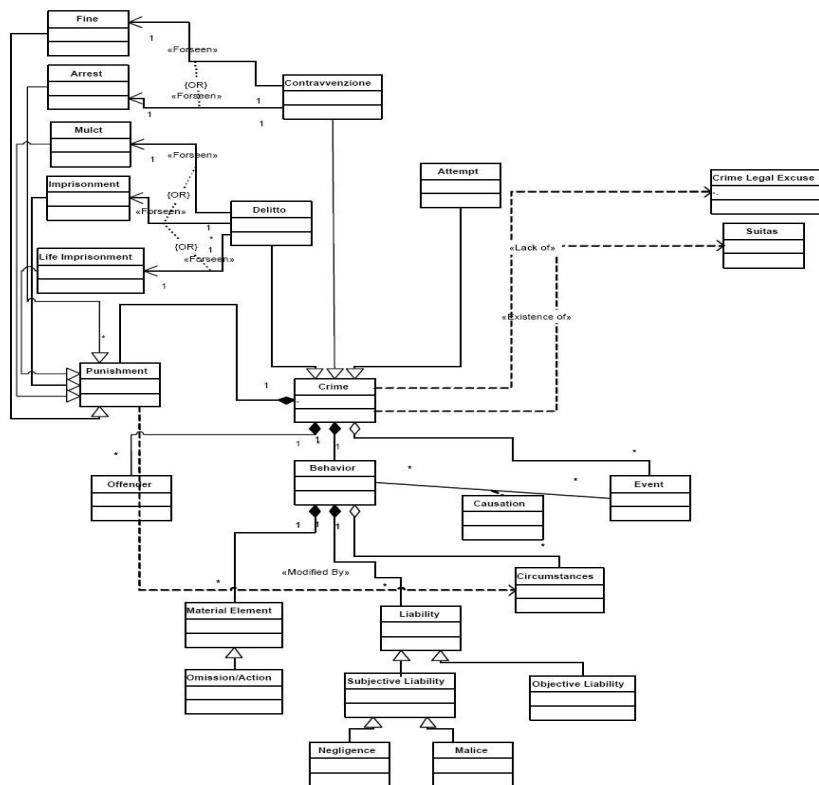 Fine
1
«Forseen»
Arrest
{OR}
«Forseen»
1
1
1
Contravvenzione
Mulct
1
«Forseen»
Attempt
Crime Legal Excuse
-.
Imprisonment
{OR}
«Forseen»
1
Delitto
Suitas
*
{OR}
1
«Lack of»
Life Imprisonment
«Forseen»
1
«Existence of»
*
Punishment
1
Crime
-
1
1
1
*
*
Behavior
*
*
Offender
Causation
Event
1
1
1
*
«Modified By»
*
*
Circumstances
Material Element
Liability
Omission/Action
Subjective Liability
Objective Liability
Negligence
Malice